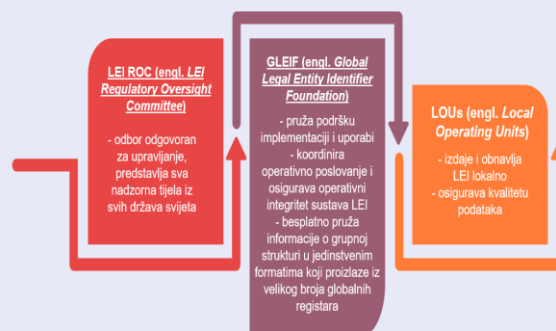 LEI ROC (engl. LEI
Regulatory Oversight
Committee)
- odbor odgovoran
za upravljanje,
predstavlja sva
nadzorna tijela iz
svih država svijeta
GLEIF (engl. Global
Legal Entity Identifier
Foundation)
- pruža podršku
implementaciji i uporabi
- koordinira
operativno poslovanje i
osigurava operativni
integritet sustava LEI
- besplatno pruža
informacije o grupnoj
strukturi u jedinstvenim
formatima koji proizlaze iz
velikog broja globalnih
registara
LOUs (engl. Local
Operating Units)
- izdaje i obnavlja
LEI lokalno
- osigurava kvalitetu
podataka